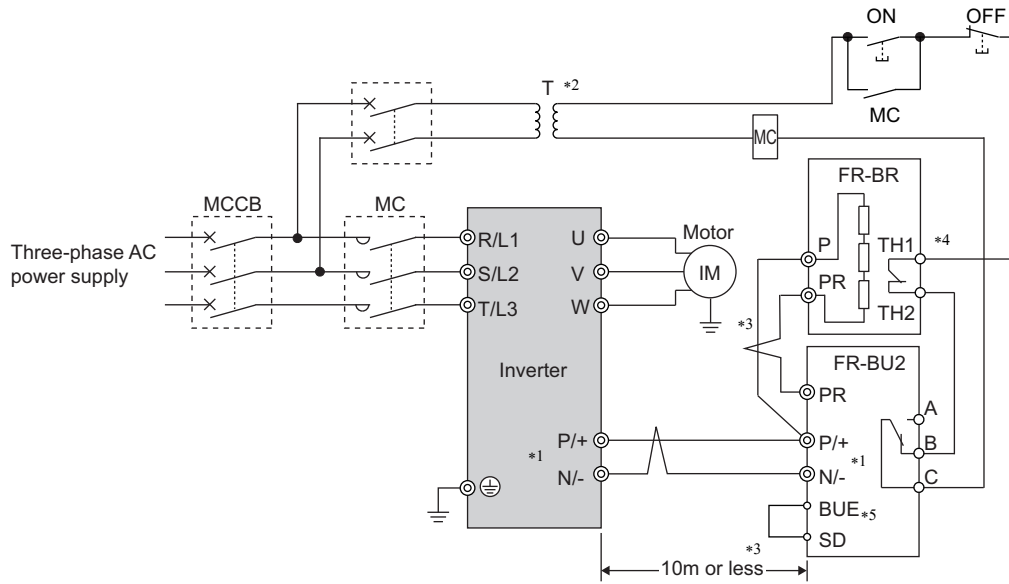 ON OFF
T *2
MC
MC
FR-BR
MCCB MC
Three-phase AC
power supply
R/L1 U
S/L2 V
T/L3 W
Motor
IM
P TH1 *4
PR
TH2
*3
FR-BU2
Inverter
PR
A
P/+ P/+ B
*1 N/- N/- *1 C
BUE *5
SD
*3
10m or less